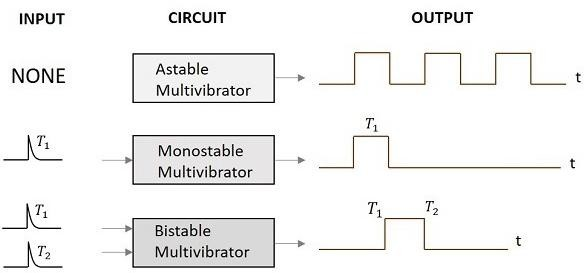 INPUT CIRCUIT OUTPUT
NONE
Astable
Multivibrator
t
T₁
Monostable
Multivibrator
T₁
t
T₁
T₂
Bistable
Multivibrator
T₁ T₂
t